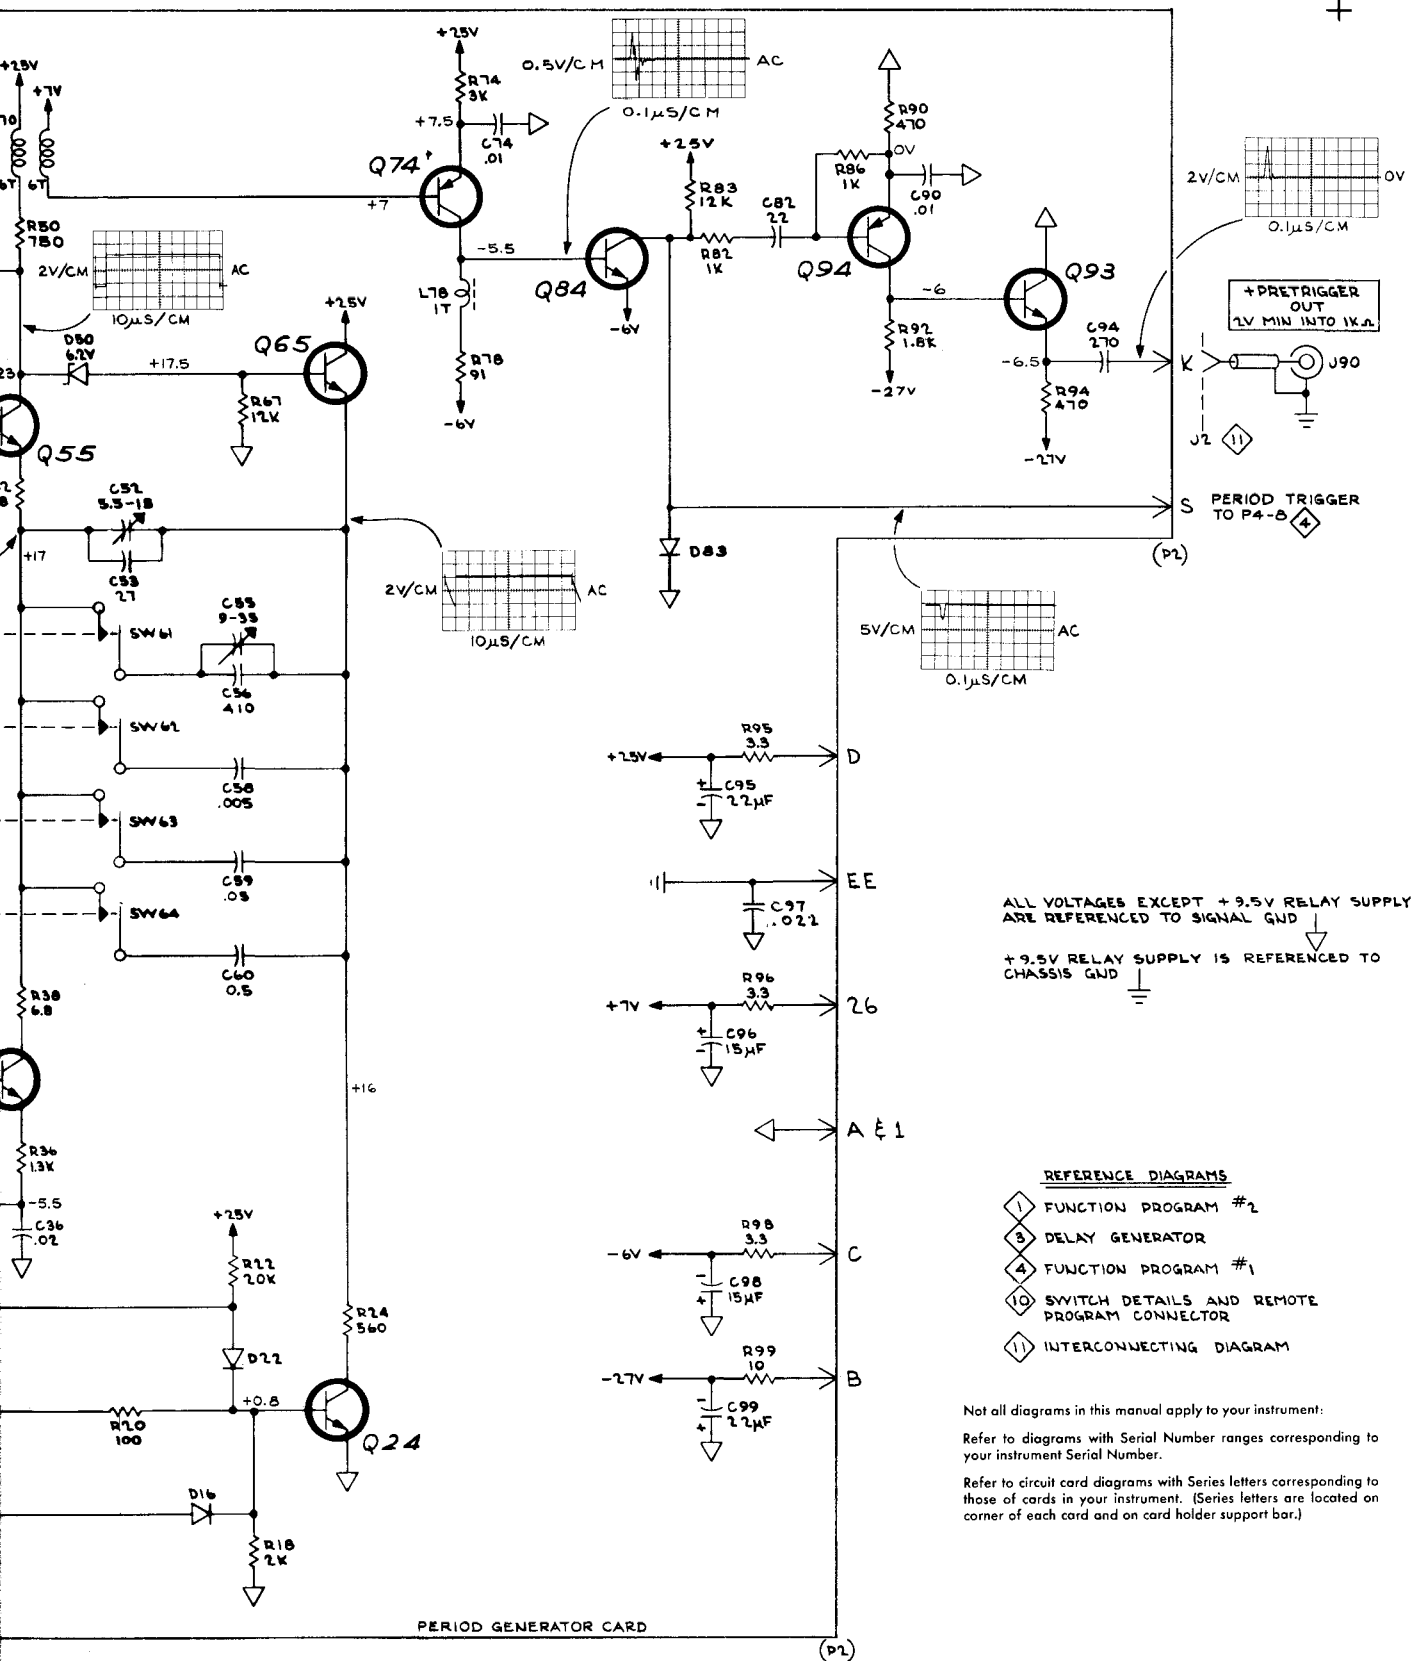 +25V
+7V
70
6T
6T
R50
750
2V/CM
AC
10µS/CM
D50
6.2V
23
+17.5
Q65
+25V
R67
12K
Q55
+25V
R74
3K
+7.5
C74
.01
Q74
+7
-5.5
L78
1T
R78
91
-6V
0.5V/CM
AC
0.1µS/CM
Q84
-6V
+25V
R83
12K
R82
1K
C82
22
R86
1K
R90
470
0V
C90
.01
Q94
-6
R92
1.8K
-27V
Q93
-6.5
C94
270
R94
470
-27V
2V/CM
0V
0.1µS/CM
+PRETRIGGER
OUT
2V MIN INTO 1KΩ
K
J90
J2
11
S
PERIOD TRIGGER
TO P4-8
4
(P2)
D83
5V/CM
AC
0.1µS/CM
2
8
C52
5.5-18
+17
C53
27
2V/CM
AC
10µS/CM
SW61
C55
9-35
C56
410
SW62
C58
.005
SW63
C59
.05
SW64
C60
0.5
R38
6.8
+16
R36
1.3K
-5.5
C36
.02
+25V
R22
20K
R24
560
D22
+0.8
R20
100
Q24
D16
R18
2K
+25V
R95
3.3
D
+
-
C95
22µF
EE
C97
.022
+7V
R96
3.3
26
+
-
C96
15µF
A & 1
-6V
R98
3.3
C
-
+
C98
15µF
-27V
R99
10
B
-
+
C99
22µF
ALL VOLTAGES EXCEPT +9.5V RELAY SUPPLY
ARE REFERENCED TO SIGNAL GND
+9.5V RELAY SUPPLY IS REFERENCED TO
CHASSIS GND
REFERENCE DIAGRAMS
1 FUNCTION PROGRAM #2
3 DELAY GENERATOR
4 FUNCTION PROGRAM #1
10 SWITCH DETAILS AND REMOTE
PROGRAM CONNECTOR
11 INTERCONNECTING DIAGRAM
Not all diagrams in this manual apply to your instrument:
Refer to diagrams with Serial Number ranges corresponding to
your instrument Serial Number.
Refer to circuit card diagrams with Series letters corresponding to
those of cards in your instrument. (Series letters are located on
corner of each card and on card holder support bar.)
PERIOD GENERATOR CARD
(P2)